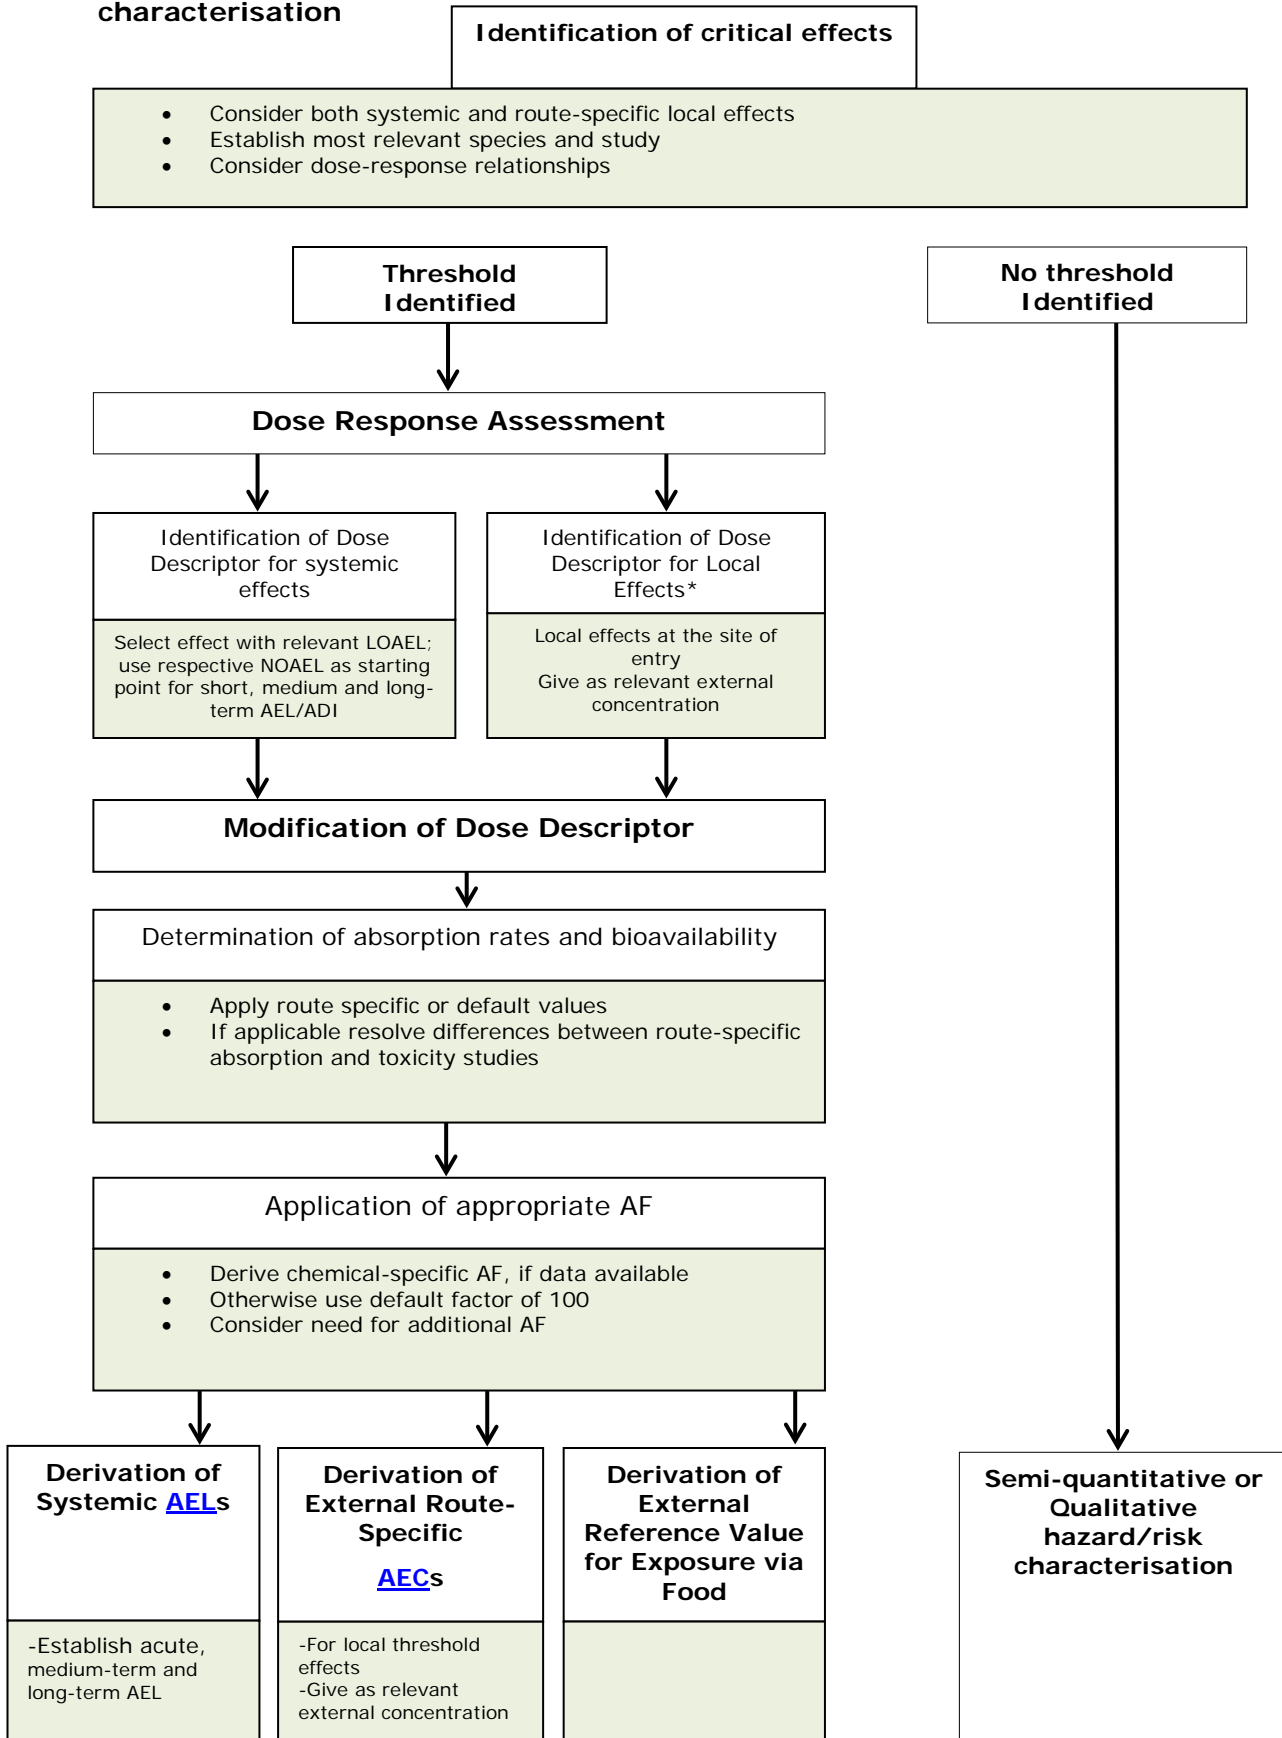 characterisation
Identification of critical effects
• Consider both systemic and route-specific local effects
• Establish most relevant species and study
• Consider dose-response relationships
Threshold
Identified
No threshold
Identified
Dose Response Assessment
Identification of Dose
Descriptor for systemic
effects
Select effect with relevant LOAEL;
use respective NOAEL as starting
point for short, medium and long-
term AEL/ADI
Identification of Dose
Descriptor for Local
Effects*
Local effects at the site of
entry
Give as relevant external
concentration
Modification of Dose Descriptor
Determination of absorption rates and bioavailability
• Apply route specific or default values
• If applicable resolve differences between route-specific
absorption and toxicity studies
Application of appropriate AF
• Derive chemical-specific AF, if data available
• Otherwise use default factor of 100
• Consider need for additional AF
Derivation of
Systemic AELs
-Establish acute,
medium-term and
long-term AEL
Derivation of
External Route-
Specific
AECs
-For local threshold
effects
-Give as relevant
external concentration
Derivation of
External
Reference Value
for Exposure via
Food
Semi-quantitative or
Qualitative
hazard/risk
characterisation